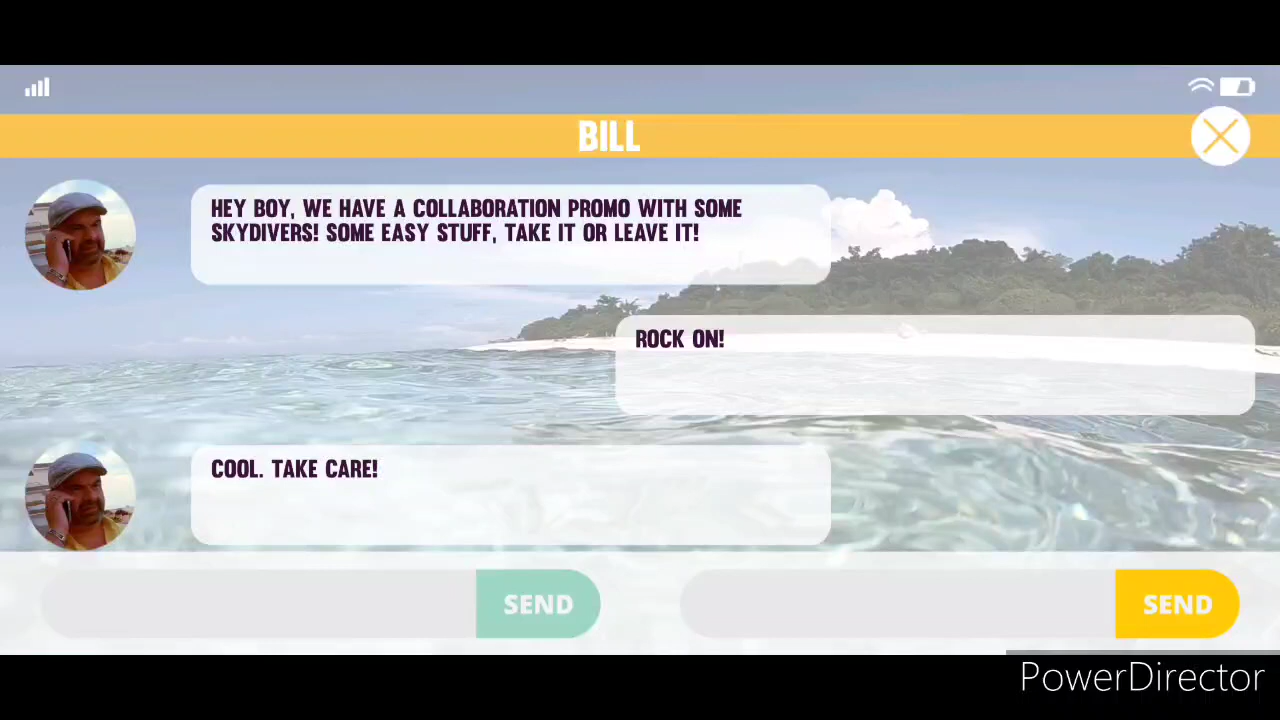 BILL
HEY BOY, WE HAVE A COLLABORATION PROMO WITH SOME
SKYDIVERS! SOME EASY STUFF, TAKE IT OR LEAVE IT!
ROCK ON!
COOL. TAKE CARE!
SEND
SEND
PowerDirector